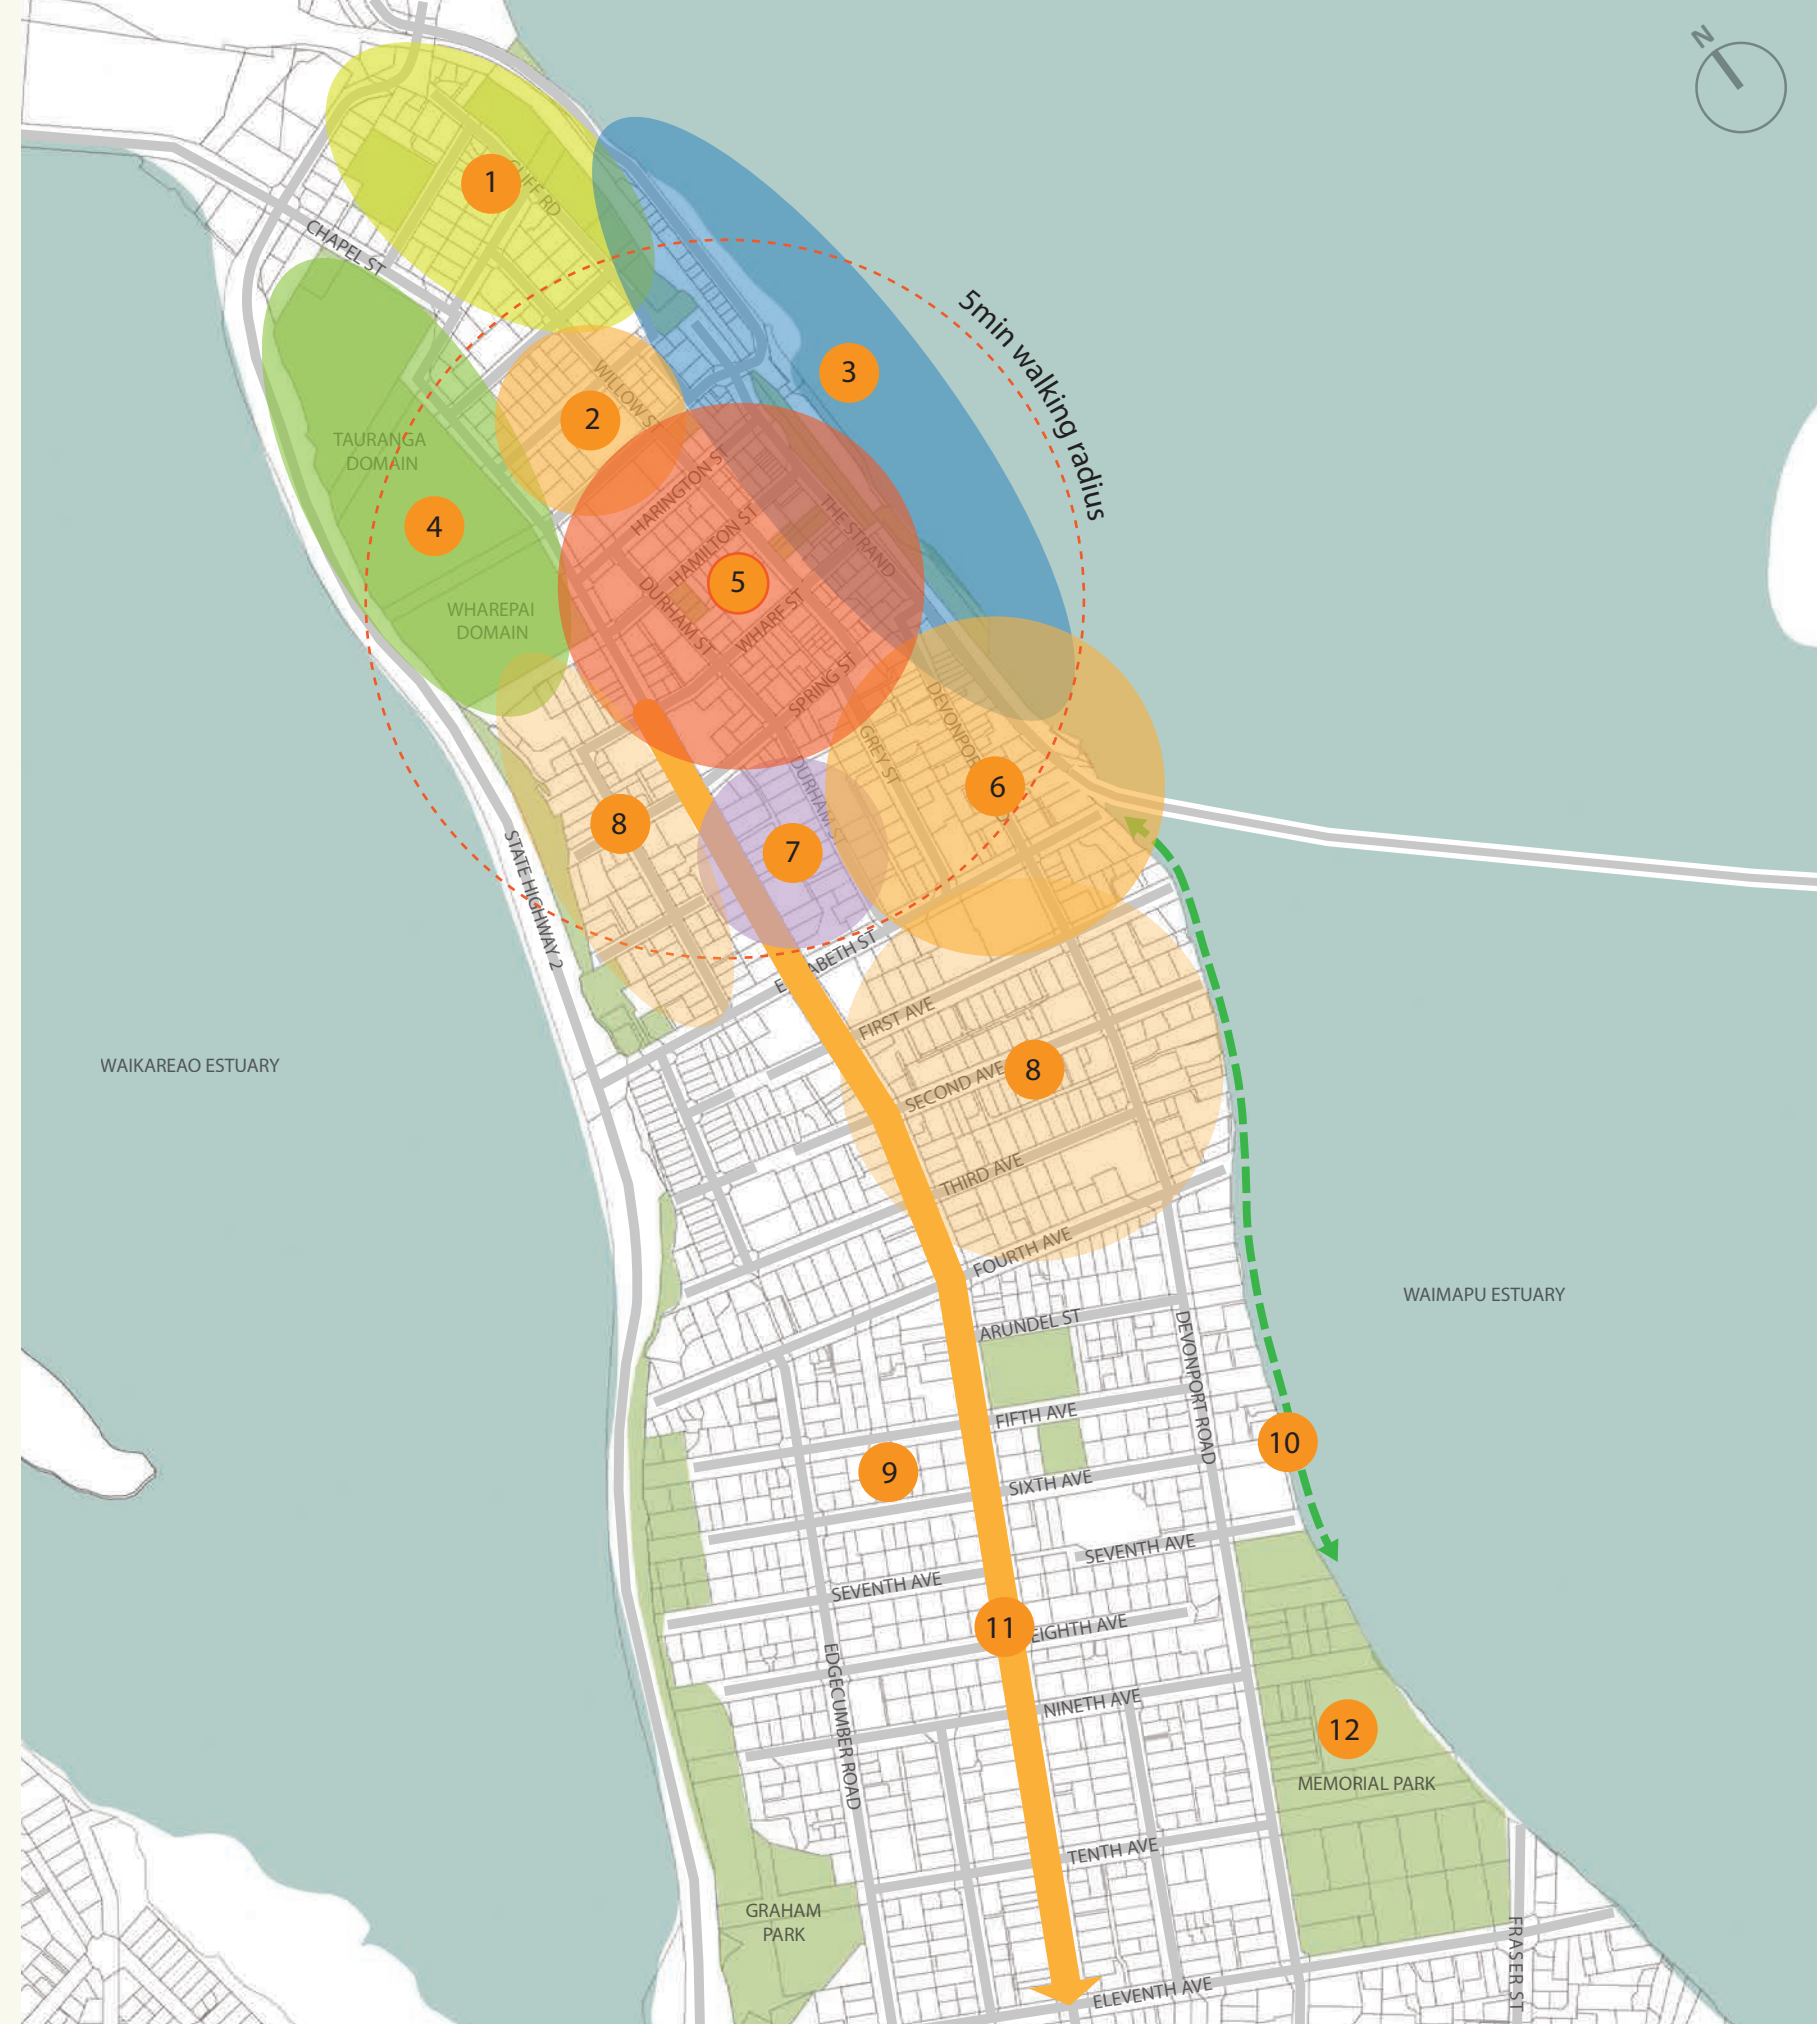 N
1
CLIFF RD
CHAPEL ST
5min walking radius
3
WILLOW ST
2
TAURANGA
DOMAIN
HARINGTON ST
THE STRAND
4
HAMILTON ST
5
DURHAM ST
WHARF ST
WHAREPAI
DOMAIN
SPRING ST
DEVONPO
GREY ST
6
DURHAM S
8
7
STATE HIGHWAY 2
ABETH ST
FIRST AVE
WAIKAREAO ESTUARY
8
SECOND AVE
THIRD AVE
FOURTH AVE
WAIMAPU ESTUARY
ARUNDEL ST
DEVONPORT ROAD
FIFTH AVE
10
9
SIXTH AVE
SEVENTH AVE
SEVENTH AVE
11
EIGHTH AVE
EDGECUMBER ROAD
NINETH AVE
12
MEMORIAL PARK
TENTH AVE
GRAHAM
PARK
FRASER ST
ELEVENTH AVE